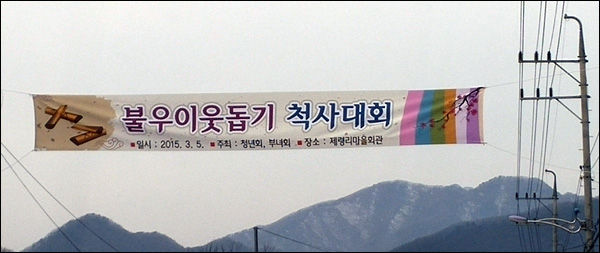 불우이웃돕기 척사대회
■ 일시 : 2015. 3. 5. ■ 주최 : 청년회, 부녀회 ■ 장소 : 제령리마을회관